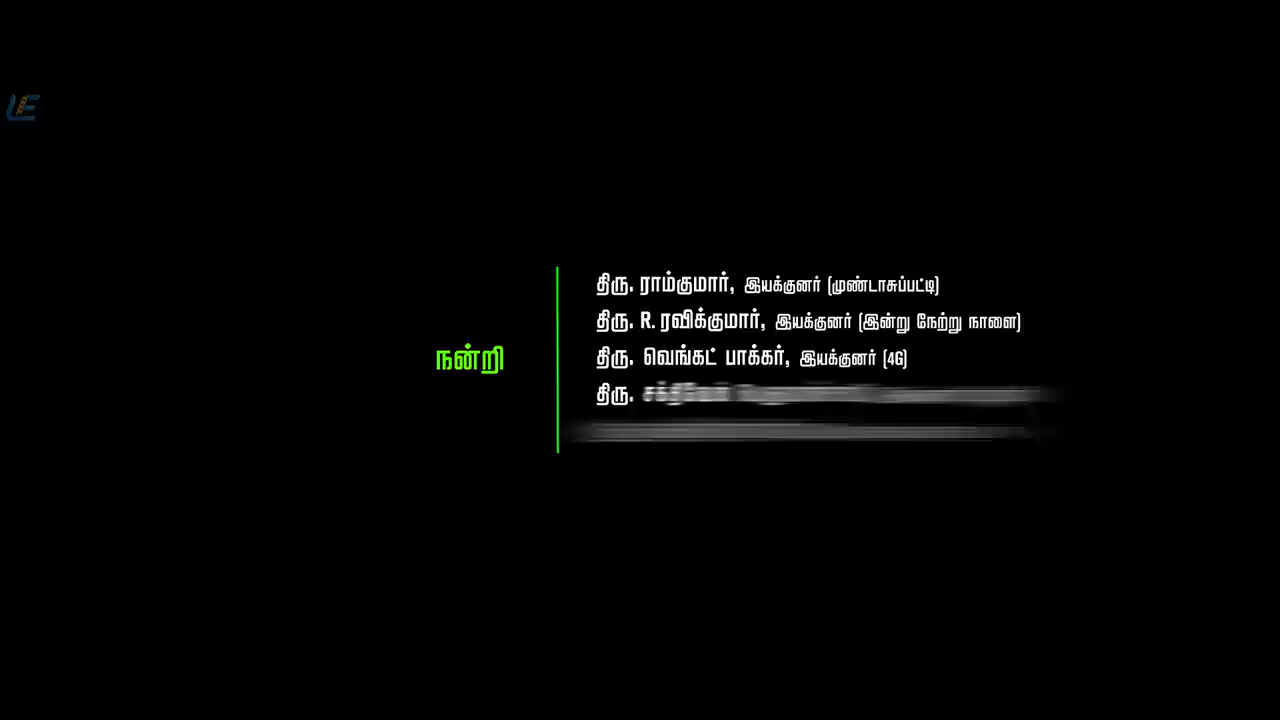 நன்றி
திரு. ராம்குமார், இயக்குனர் (முண்டாசுப்பட்டி)
திரு. R. ரவிக்குமார், இயக்குனர் (இன்று நேற்று நாளை)
திரு. வெங்கட் பாக்கர், இயக்குனர் (4G)
திரு.